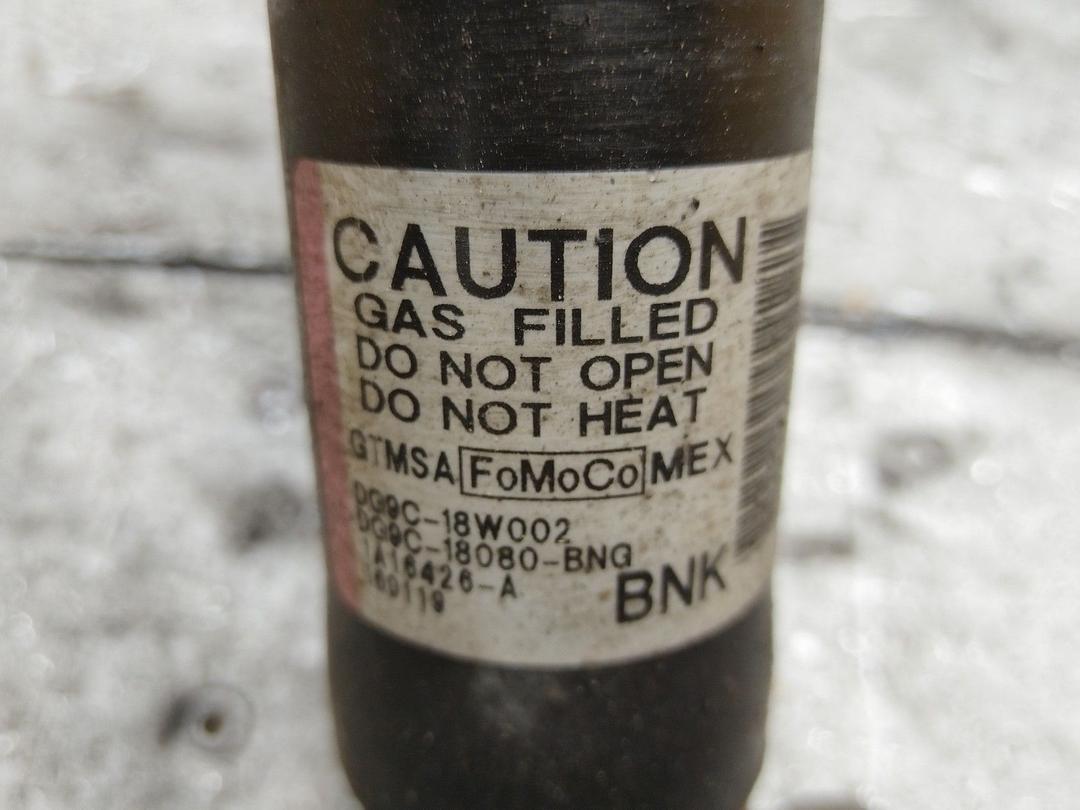 CAUTION
GAS FILLED
DO NOT OPEN
DO NOT HEAT
GTMSA FoMoCo MEX
DG9C-18W002
DG9C-18080-BNG
1A16426-A
160119
BNK